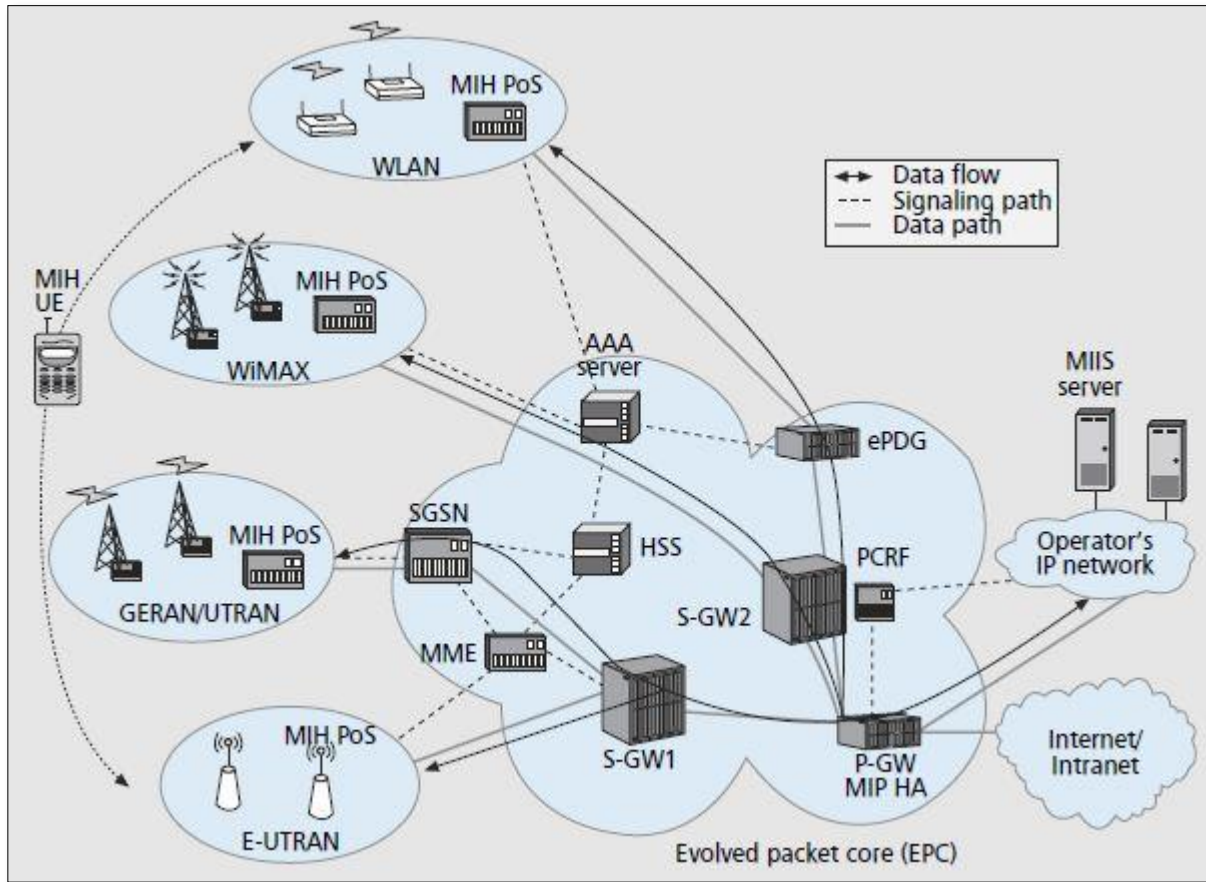 MIH PoS
WLAN
Data flow
Signaling path
Data path
MIH
UE
MIH PoS
WiMAX
AAA
server
MIIS
server
ePDG
SGSN
MIH PoS
GERAN/UTRAN
HSS
PCRF
Operator's
IP network
S-GW2
MME
MIH PoS
E-UTRAN
S-GW1
P-GW
MIP HA
Internet/
Intranet
Evolved packet core (EPC)